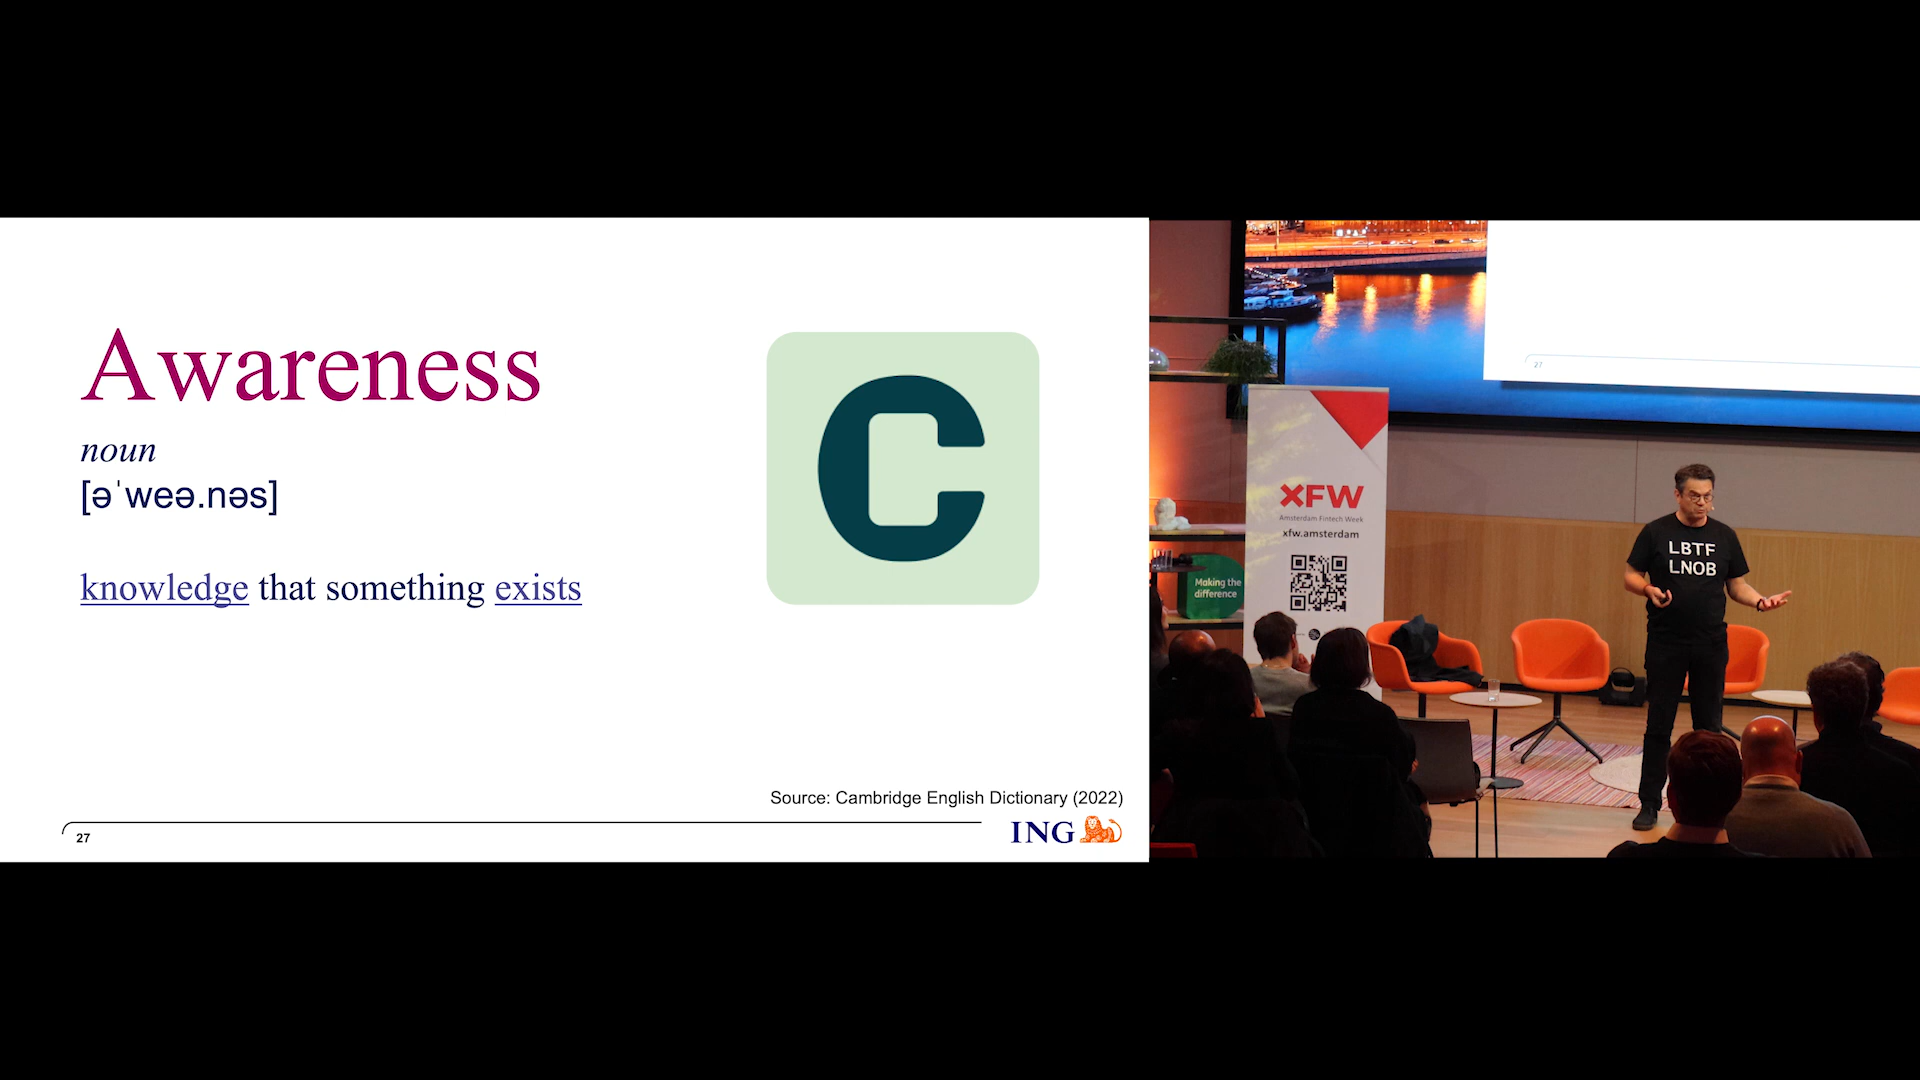 Awareness
noun
[əˈweə.nəs]
knowledge that something exists
C
Source: Cambridge English Dictionary (2022)
27
ING
27
XFW
Amsterdam Fintech Week
xfw.amsterdam
Making the
difference
LBTF
LNOB